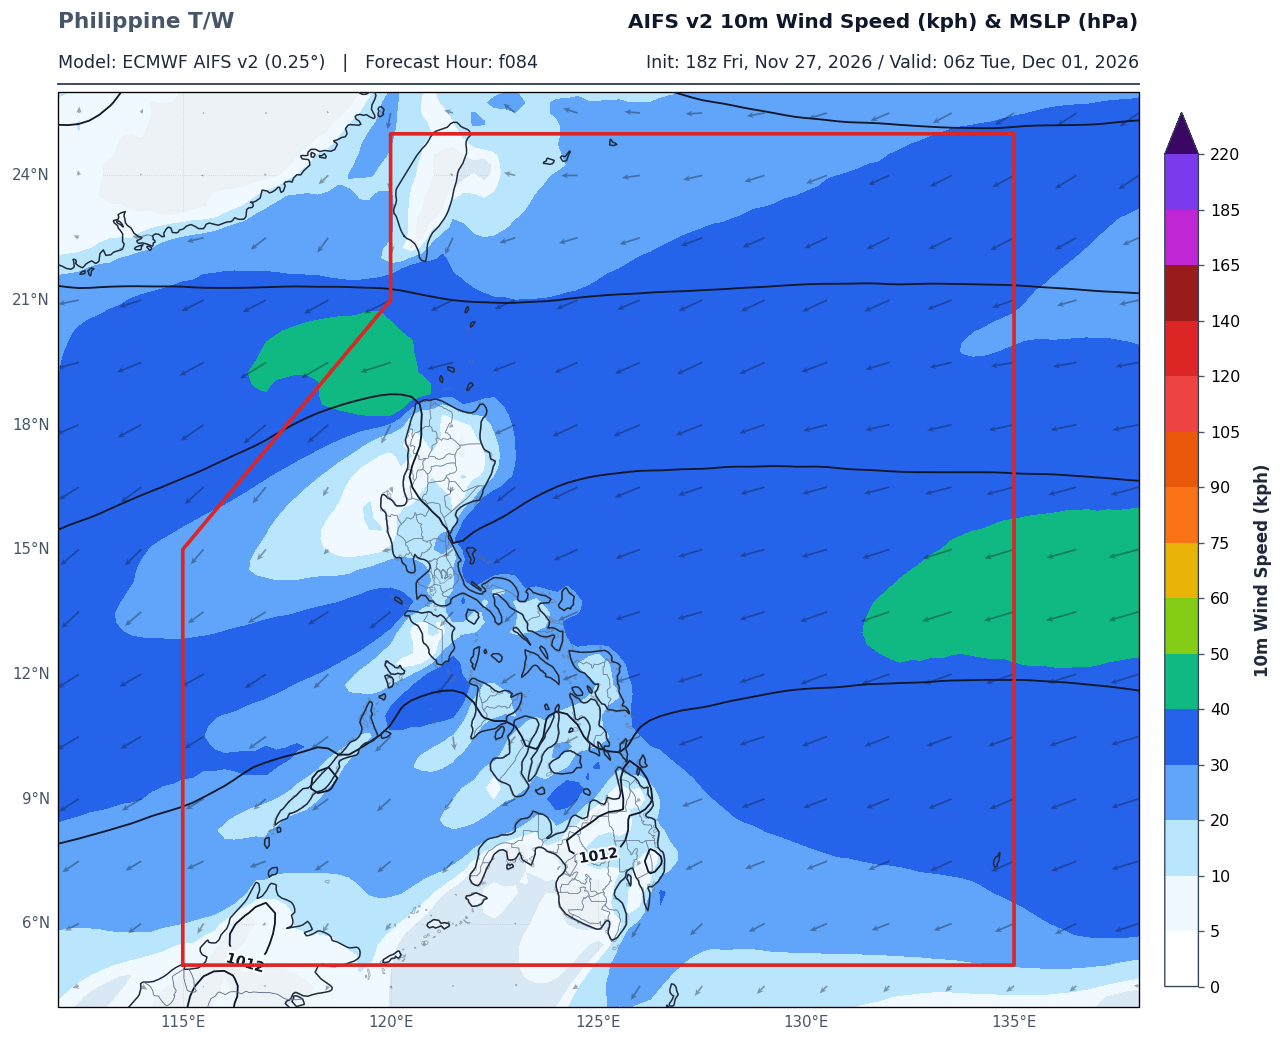 Philippine T/W
AIFS v2 10m Wind Speed (kph) & MSLP (hPa)
Model: ECMWF AIFS v2 (0.25°) | Forecast Hour: f084
Init: 18z Fri, Nov 27, 2026 / Valid: 06z Tue, Dec 01, 2026
24°N
21°N
18°N
15°N
12°N
9°N
6°N
115°E
120°E
125°E
130°E
135°E
1012
1012
220
185
165
140
120
105
90
75
60
50
40
30
20
10
5
0
10m Wind Speed (kph)